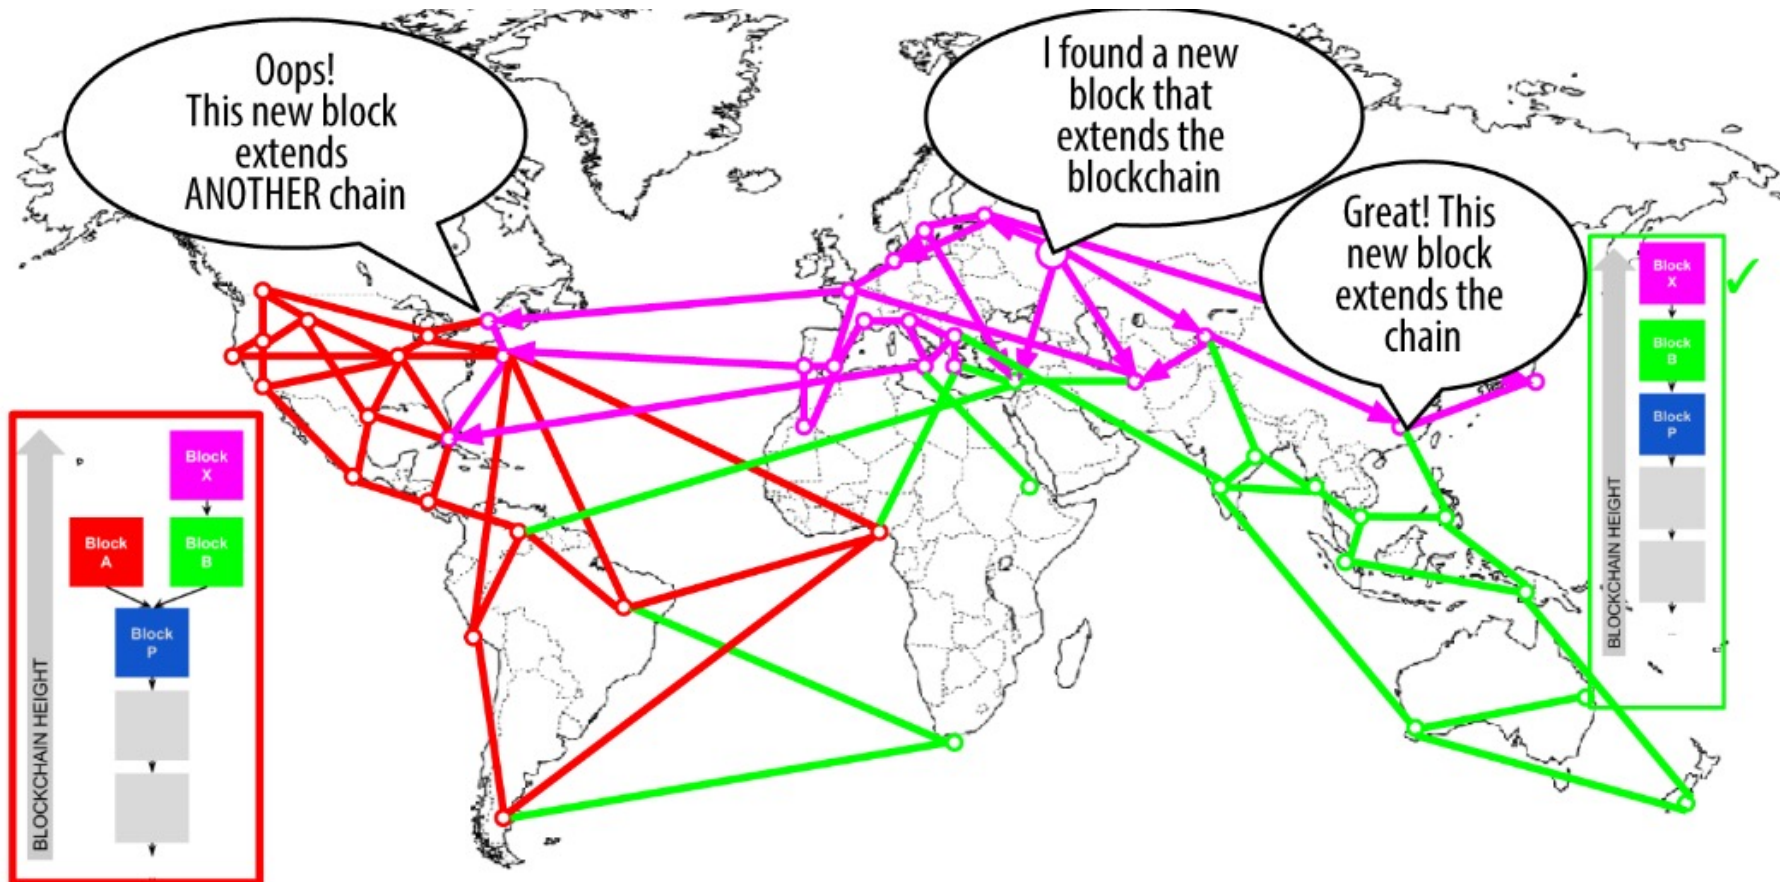 Oops!
This new block
extends
ANOTHER chain
I found a new
block that
extends the
blockchain
Great! This
new block
extends the
chain
Block
X
Block
B
Block
P
BLOCKCHAIN HEIGHT
Block
X
Block
A
Block
B
Block
P
BLOCKCHAIN HEIGHT